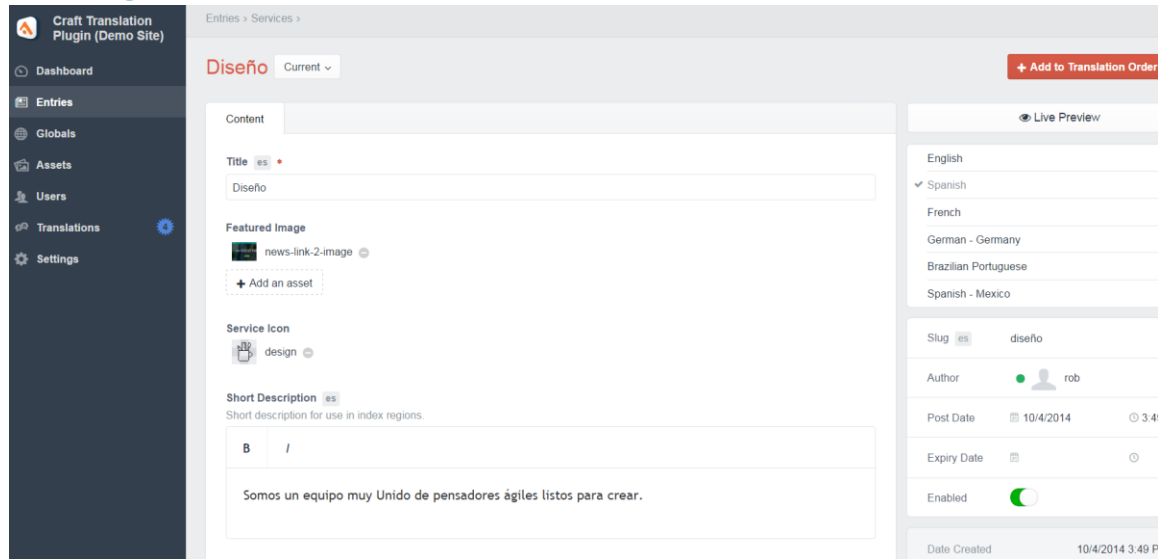 Craft Translation
Plugin (Demo Site)
Dashboard
Entries
Globals
Assets
Users
Translations 4
Settings
Entries › Services ›
Diseño Current
+ Add to Translation Order
Content
Title es *
Diseño
Featured Image
news-link-2-image
+ Add an asset
Service Icon
design
Short Description es
Short description for use in index regions.
B I
Somos un equipo muy Unido de pensadores ágiles listos para crear.
Live Preview
English
Spanish
French
German - Germany
Brazilian Portuguese
Spanish - Mexico
Slug es diseño
Author rob
Post Date 10/4/2014
Expiry Date
Enabled
Date Created 10/4/2014 3:49 P